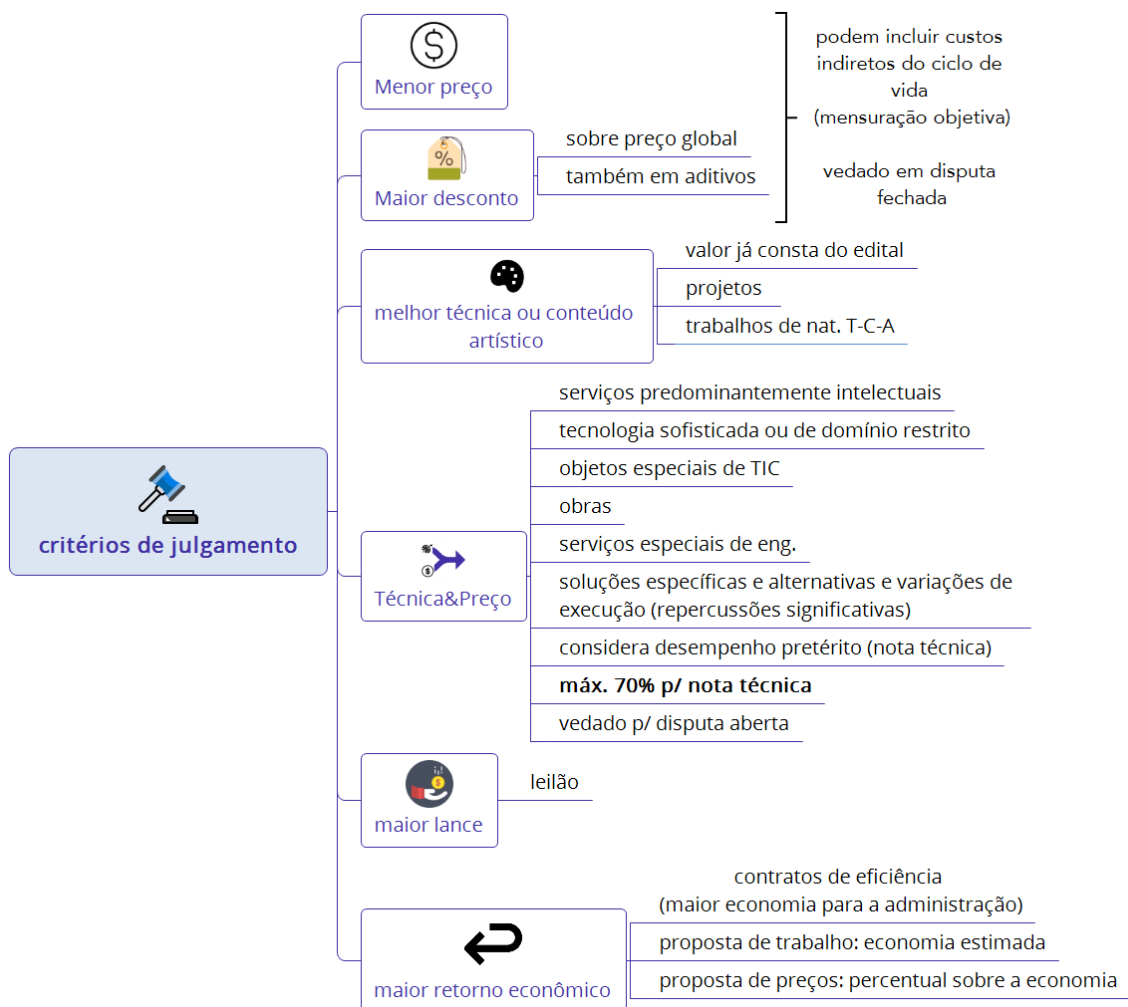 critérios de julgamento
$
Menor preço
%
Maior desconto
sobre preço global
também em aditivos
podem incluir custos
indiretos do ciclo de
vida
(mensuração objetiva)
vedado em disputa
fechada
melhor técnica ou conteúdo
artístico
valor já consta do edital
projetos
trabalhos de nat. T-C-A
$
Técnica&Preço
serviços predominantemente intelectuais
tecnologia sofisticada ou de domínio restrito
objetos especiais de TIC
obras
serviços especiais de eng.
soluções específicas e alternativas e variações de
execução (repercussões significativas)
considera desempenho pretérito (nota técnica)
máx. 70% p/ nota técnica
vedado p/ disputa aberta
$
maior lance
leilão
maior retorno econômico
contratos de eficiência
(maior economia para a administração)
proposta de trabalho: economia estimada
proposta de preços: percentual sobre a economia